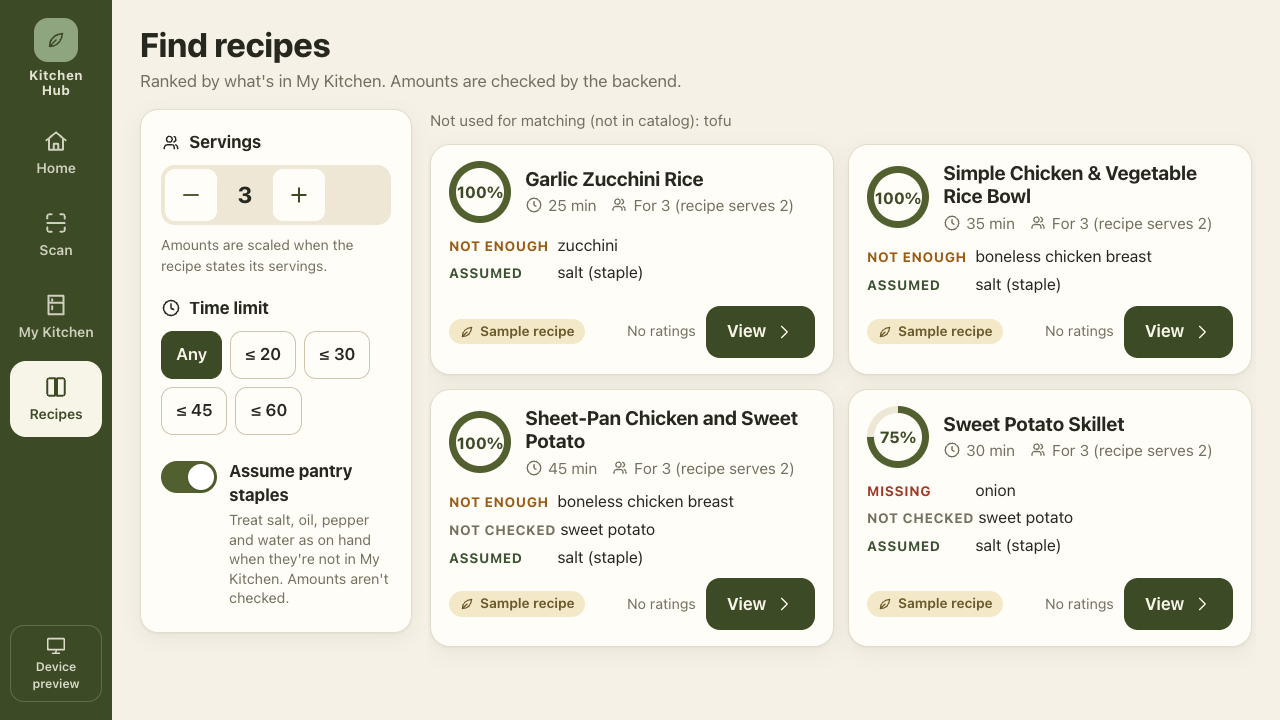 Kitchen
Hub
Home
Scan
My Kitchen
Recipes
Device
preview
Find recipes
Ranked by what's in My Kitchen. Amounts are checked by the backend.
Servings
3
Amounts are scaled when the
recipe states its servings.
Time limit
Any
≤ 20
≤ 30
≤ 45
≤ 60
Assume pantry
staples
Treat salt, oil, pepper
and water as on hand
when they're not in My
Kitchen. Amounts aren't
checked.
Not used for matching (not in catalog): tofu
100%
Garlic Zucchini Rice
25 min For 3 (recipe serves 2)
NOT ENOUGH zucchini
ASSUMED salt (staple)
Sample recipe No ratings View
100%
Simple Chicken & Vegetable
Rice Bowl
35 min For 3 (recipe serves 2)
NOT ENOUGH boneless chicken breast
ASSUMED salt (staple)
Sample recipe No ratings View
100%
Sheet-Pan Chicken and Sweet
Potato
45 min For 3 (recipe serves 2)
NOT ENOUGH boneless chicken breast
NOT CHECKED sweet potato
ASSUMED salt (staple)
Sample recipe No ratings View
75%
Sweet Potato Skillet
30 min For 3 (recipe serves 2)
MISSING onion
NOT CHECKED sweet potato
ASSUMED salt (staple)
Sample recipe No ratings View